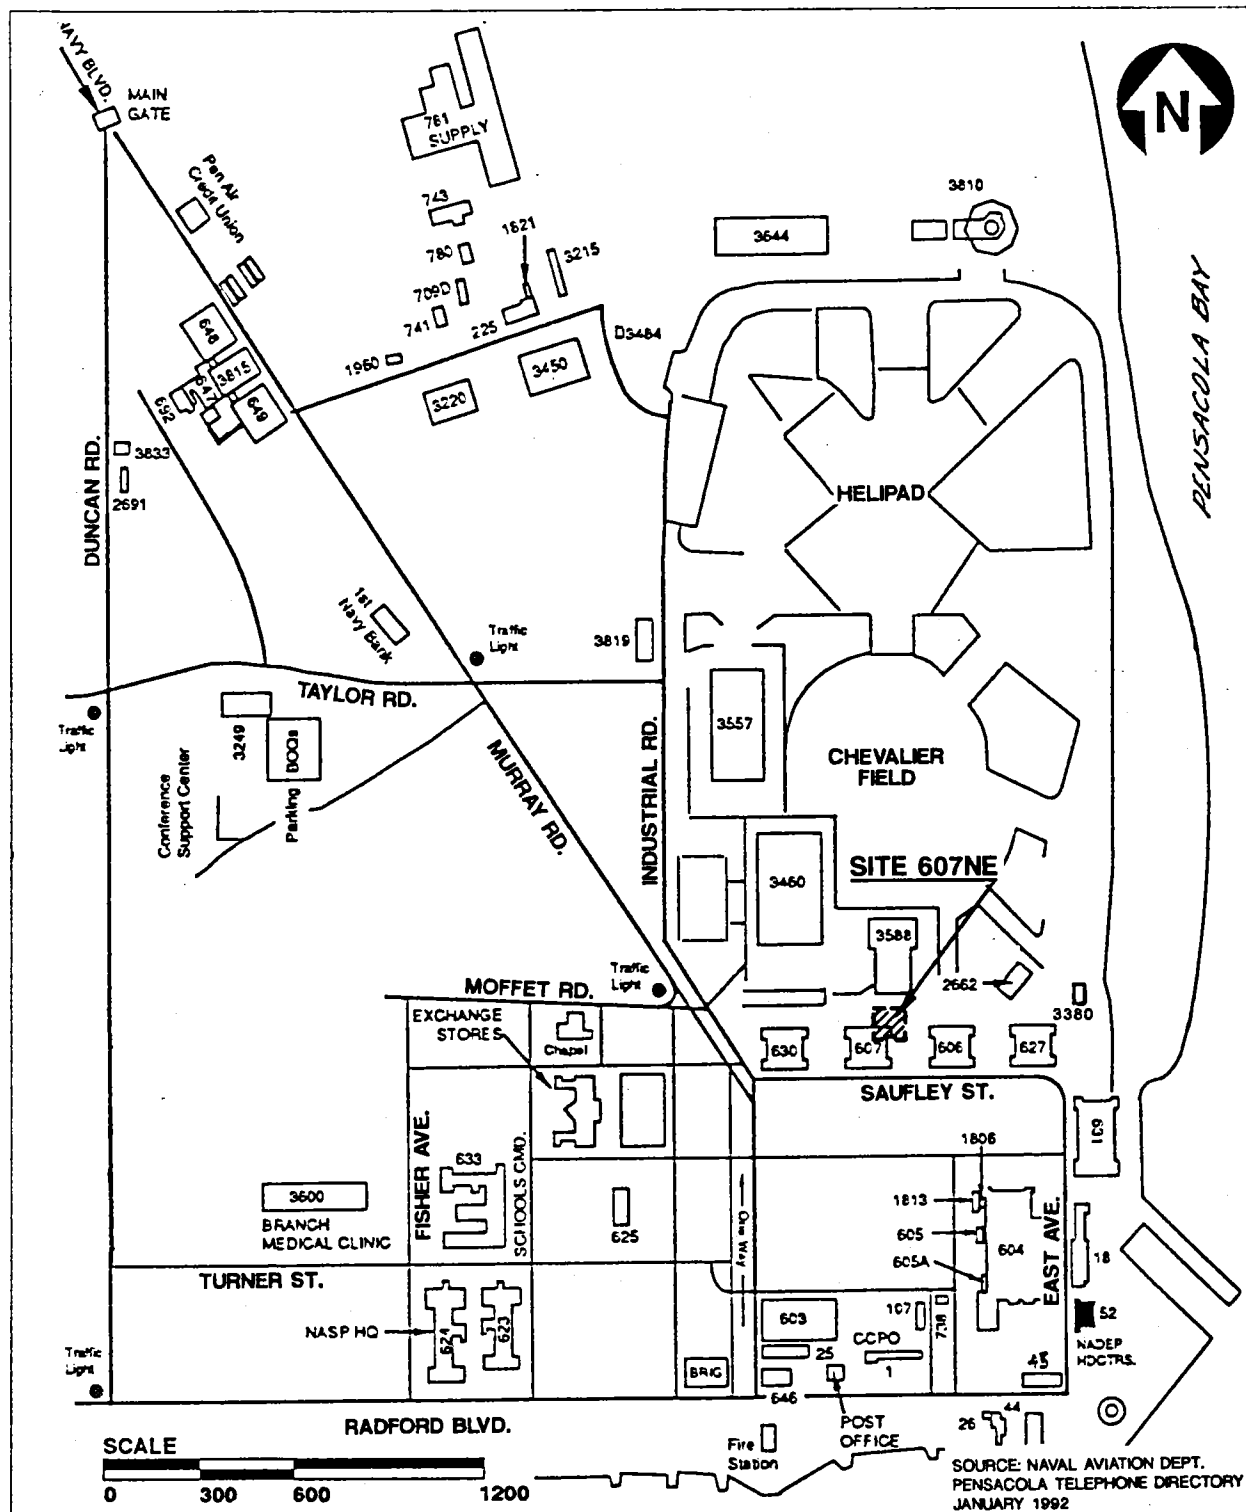 NAVY BLVD.
MAIN
GATE
781
SUPPLY
N
Pen Air
Credit Union
743
3810
1821
3644
780
3215
709D
741
225
3484
PENSACOLA BAY
1960
3450
648
3815
647
692
649
3220
3833
2691
DUNCAN RD.
HELIPAD
1st
Navy Bank
Traffic
Light
3819
TAYLOR RD.
Traffic
Light
3249
BOQs
3557
Conference
Support Center
Parking
MURRAY RD.
INDUSTRIAL RD.
CHEVALIER
FIELD
3460
SITE 607NE
3588
2662
Traffic
Light
MOFFET RD.
3380
EXCHANGE
STORES
Chapel
630
607
606
627
SAUFLEY ST.
631
FISHER AVE.
SCHOOLS CMD.
633
1806
3600
BRANCH
MEDICAL CLINIC
625
One Way
1813
605
604
605A
EAST AVE.
18
TURNER ST.
NASP HQ
624
623
603
107
738
52
NADEP
HDQTRS.
25
CCPO
1
45
BRIG
646
Traffic
Light
RADFORD BLVD.
POST
OFFICE
26
44
Fire
Station
SCALE
0 300 600 1200
SOURCE: NAVAL AVIATION DEPT.
PENSACOLA TELEPHONE DIRECTORY
JANUARY 1992